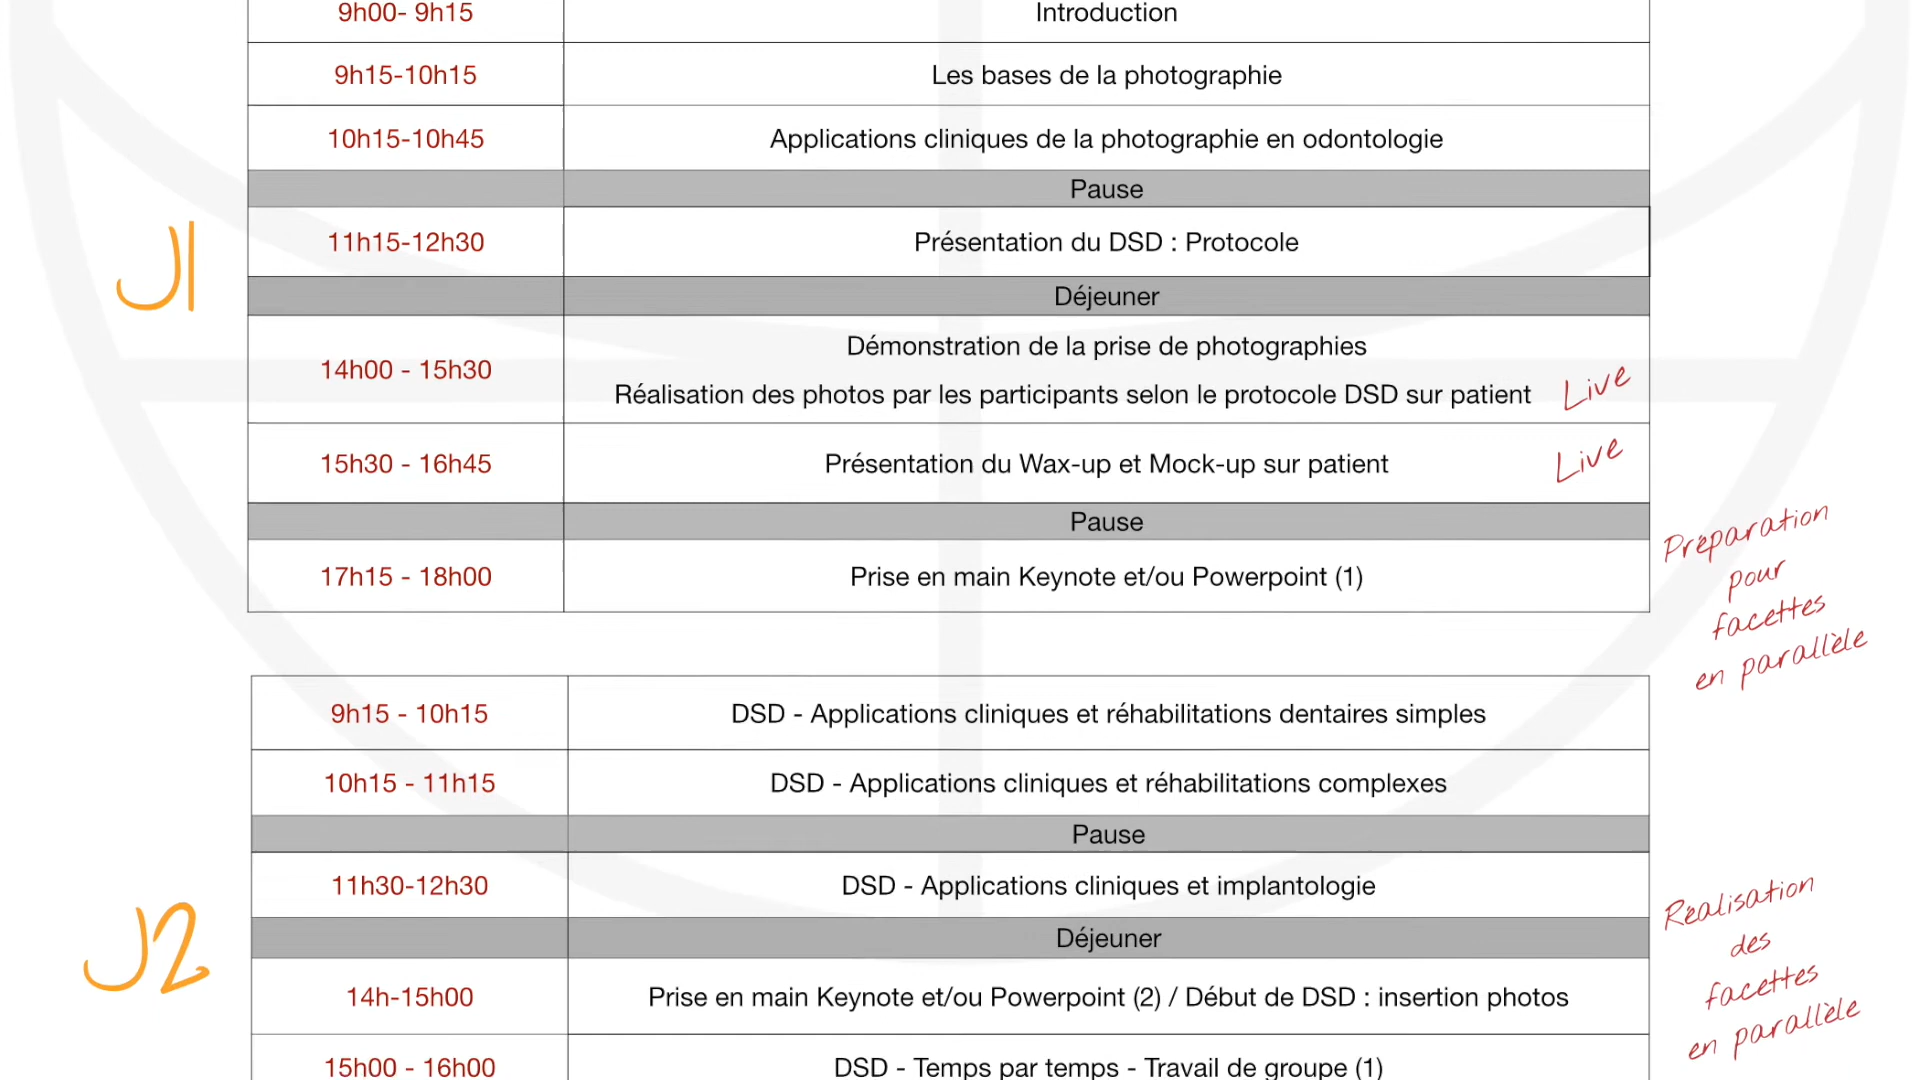 9h00- 9h15 Introduction
9h15-10h15 Les bases de la photographie
10h15-10h45 Applications cliniques de la photographie en odontologie
Pause
J1
11h15-12h30 Présentation du DSD : Protocole
Déjeuner
14h00 - 15h30 Démonstration de la prise de photographies
Réalisation des photos par les participants selon le protocole DSD sur patient Live
15h30 - 16h45 Présentation du Wax-up et Mock-up sur patient Live
Pause
17h15 - 18h00 Prise en main Keynote et/ou Powerpoint (1)
Préparation
pour
facettes
en parallèle
9h15 - 10h15 DSD - Applications cliniques et réhabilitations dentaires simples
10h15 - 11h15 DSD - Applications cliniques et réhabilitations complexes
Pause
11h30-12h30 DSD - Applications cliniques et implantologie
J2
Déjeuner
14h-15h00 Prise en main Keynote et/ou Powerpoint (2) / Début de DSD : insertion photos
15h00 - 16h00 DSD - Temps par temps - Travail de groupe (1)
Réalisation
des
facettes
en parallèle